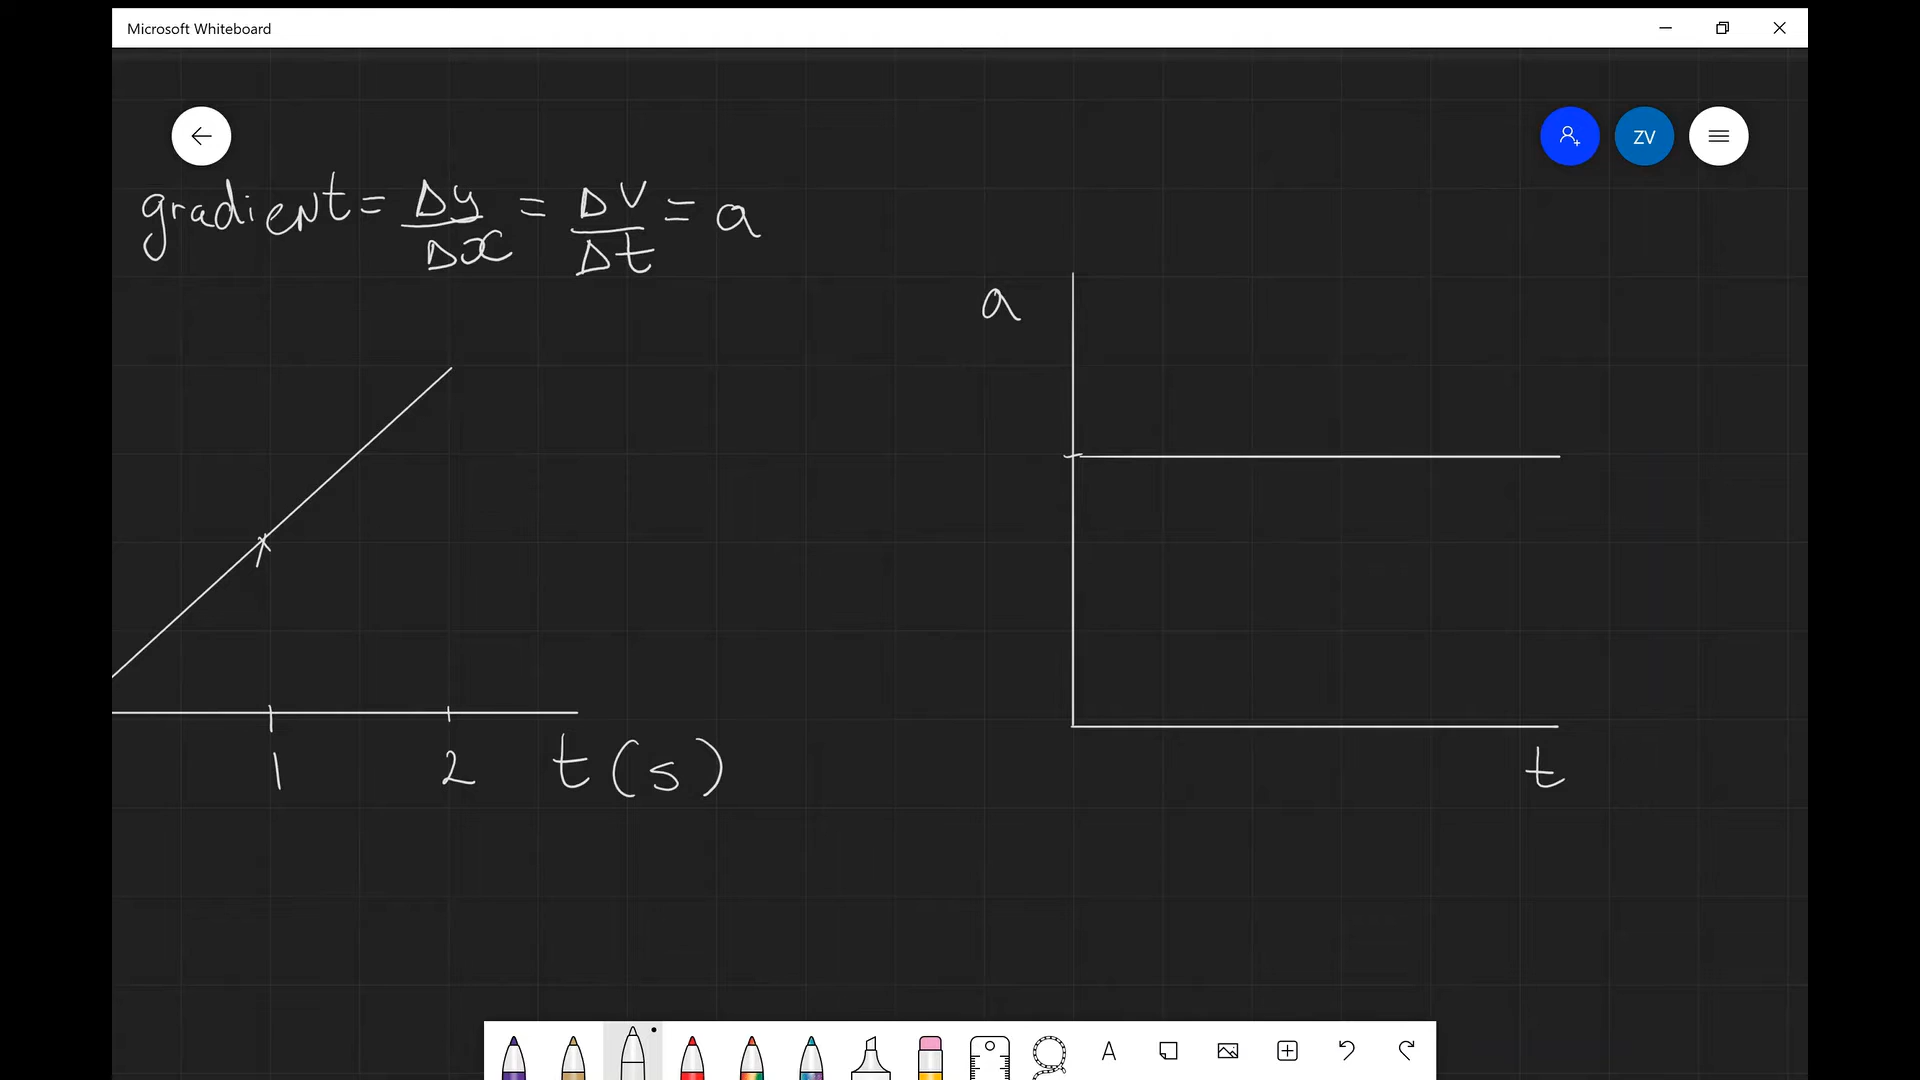 Microsoft Whiteboard
ZV
gradient = Δy/Δx = ΔV/Δt = a
a
1 2 t(s)
t
A